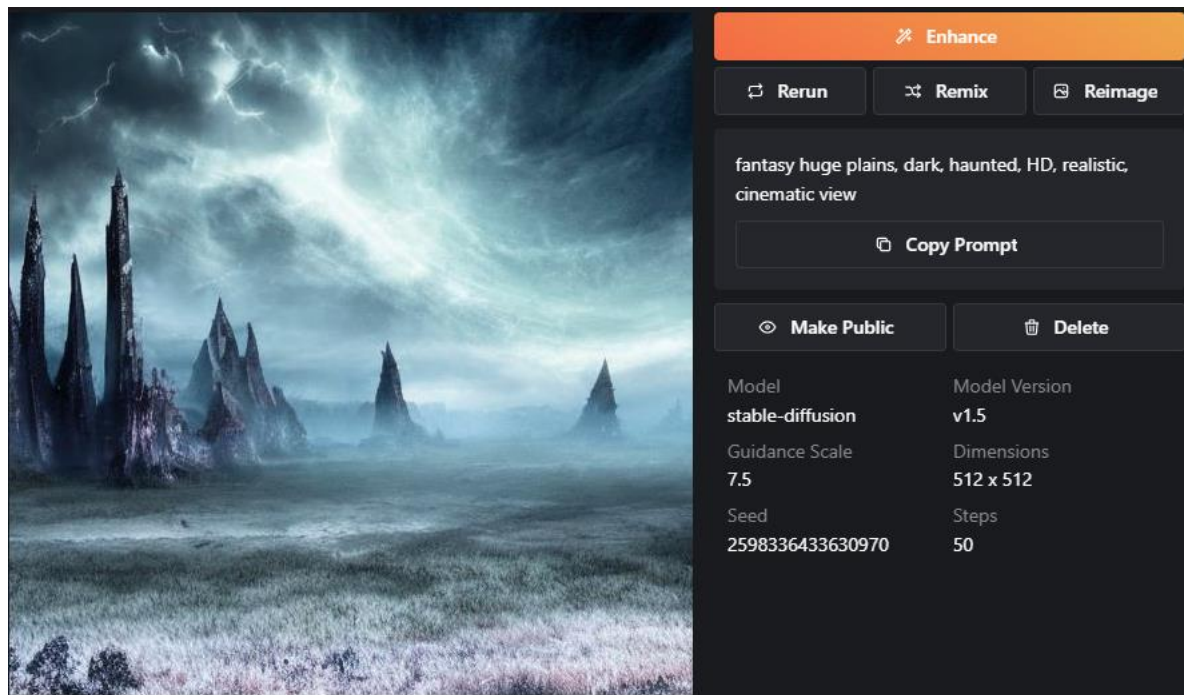 Enhance
Rerun
Remix
Reimage
fantasy huge plains, dark, haunted, HD, realistic,
cinematic view
Copy Prompt
Make Public
Delete
Model
Model Version
stable-diffusion
v1.5
Guidance Scale
Dimensions
7.5
512 x 512
Seed
Steps
2598336433630970
50